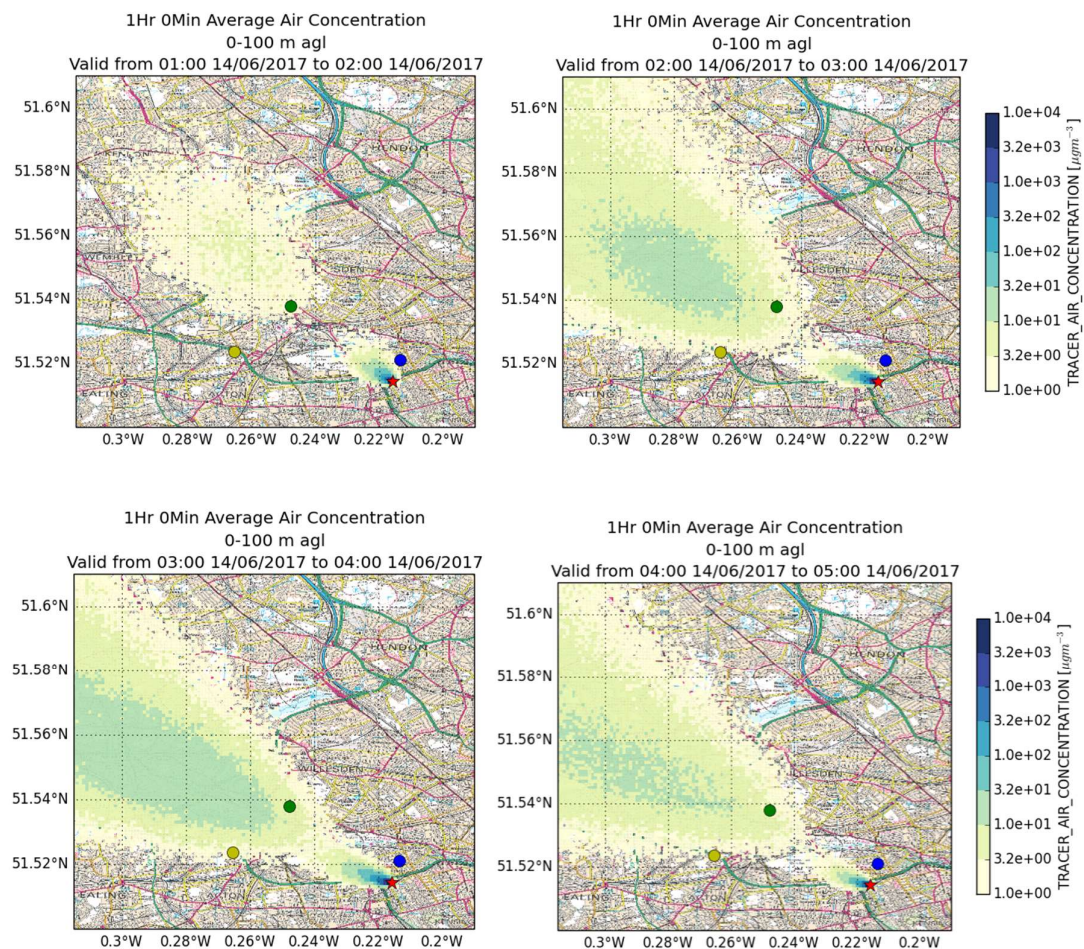 1Hr 0Min Average Air Concentration
0-100 m agl
Valid from 01:00 14/06/2017 to 02:00 14/06/2017
51.6°N
51.58°N
51.56°N
51.54°N
51.52°N
HENDON
KENTON
WEMBLEY
EALING
0.3°W 0.28°W 0.26°W 0.24°W 0.22°W 0.2°W
1Hr 0Min Average Air Concentration
0-100 m agl
Valid from 02:00 14/06/2017 to 03:00 14/06/2017
51.6°N
51.58°N
51.56°N
51.54°N
51.52°N
HENDON
EALING
0.3°W 0.28°W 0.26°W 0.24°W 0.22°W 0.2°W
1.0e+04
3.2e+03
1.0e+03
3.2e+02
1.0e+02
3.2e+01
1.0e+01
3.2e+00
1.0e+00
TRACER_AIR_CONCENTRATION [µgm⁻³]
1Hr 0Min Average Air Concentration
0-100 m agl
Valid from 03:00 14/06/2017 to 04:00 14/06/2017
51.6°N
51.58°N
51.56°N
51.54°N
51.52°N
HENDON
WILLESDEN
EALING
0.3°W 0.28°W 0.26°W 0.24°W 0.22°W 0.2°W
1Hr 0Min Average Air Concentration
0-100 m agl
Valid from 04:00 14/06/2017 to 05:00 14/06/2017
51.6°N
51.58°N
51.56°N
51.54°N
51.52°N
HENDON
EALING
0.3°W 0.28°W 0.26°W 0.24°W 0.22°W 0.2°W
1.0e+04
3.2e+03
1.0e+03
3.2e+02
1.0e+02
3.2e+01
1.0e+01
3.2e+00
1.0e+00
TRACER_AIR_CONCENTRATION [µgm⁻³]